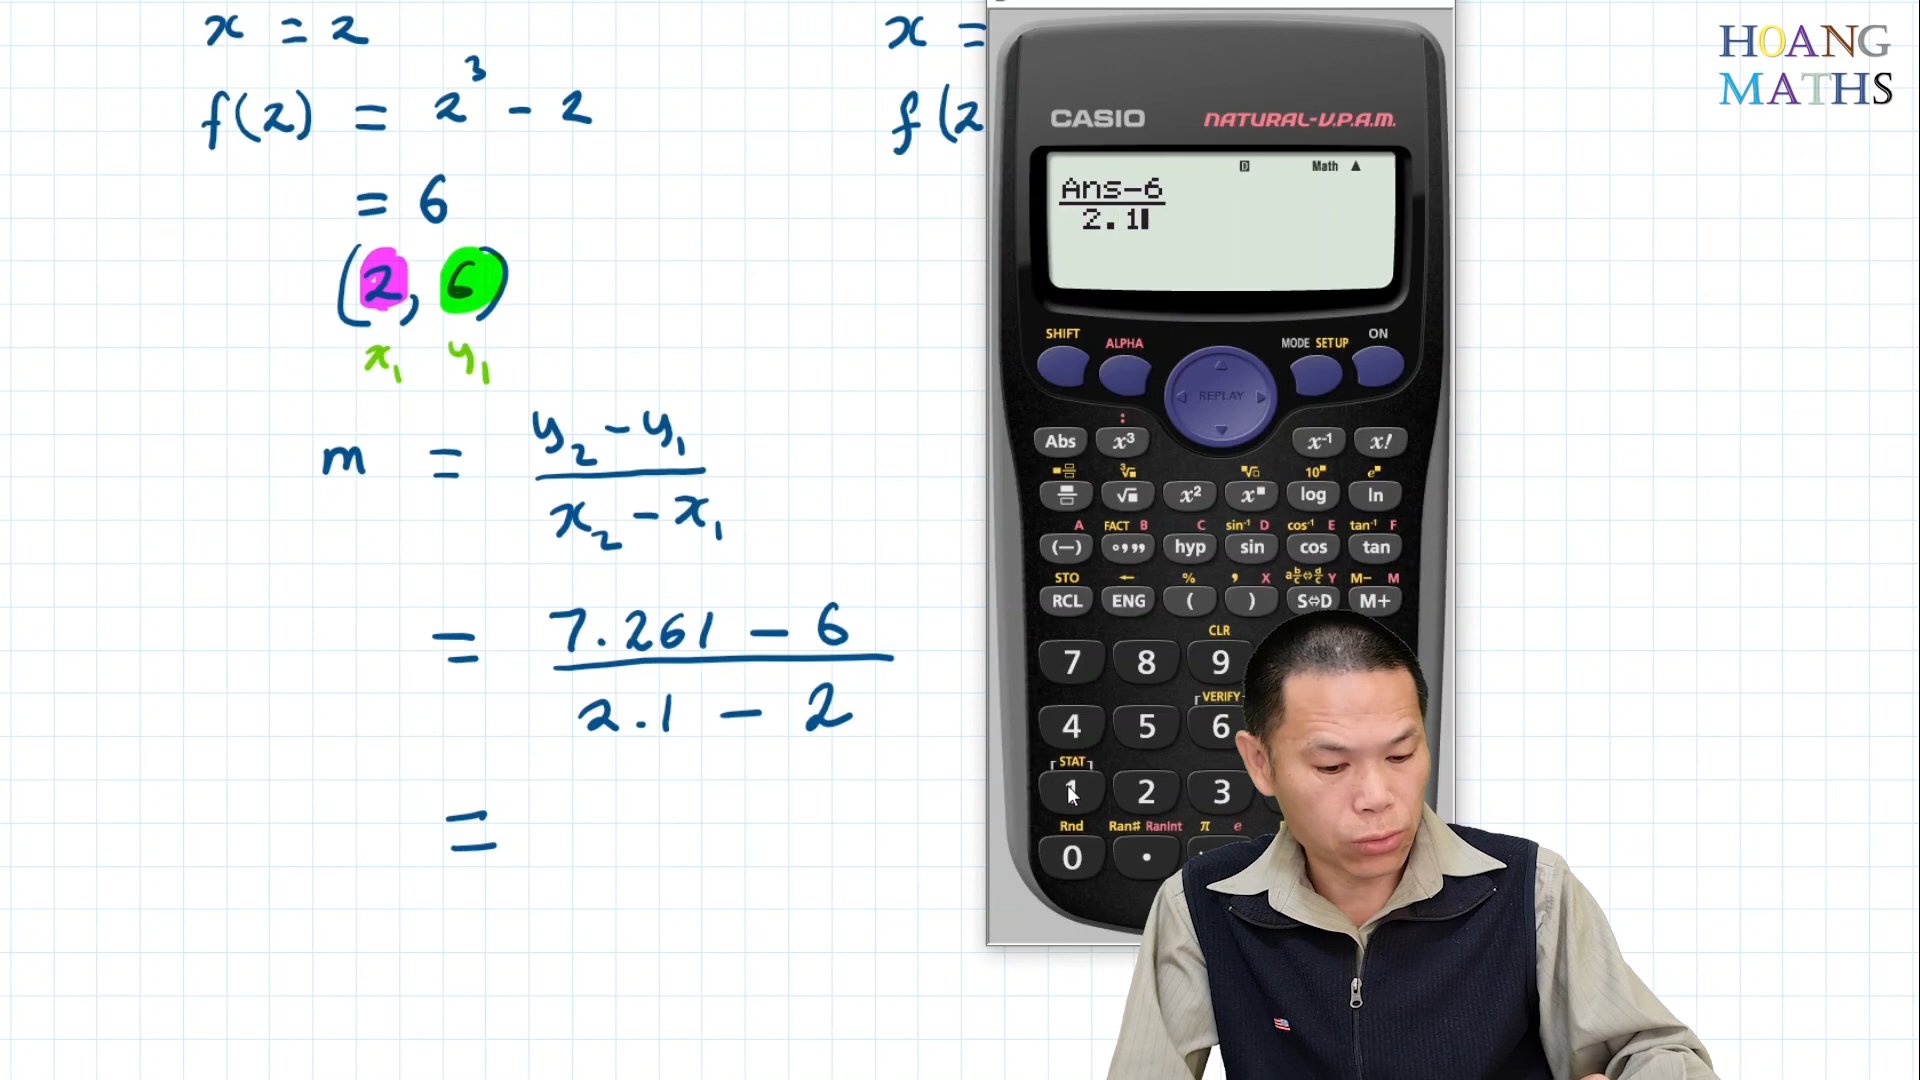 x = 2
f(2) = 2³ - 2
= 6
(2, 6)
x₁ y₁
m = (y₂ - y₁)/(x₂ - x₁)
= (7.261 - 6)/(2.1 - 2)
=
x =
f(2
HOANG
MATHS
CASIO NATURAL-V.P.A.M.
D Math ▲
Ans-6
2.1
SHIFT ALPHA MODE SETUP ON
REPLAY
:
Abs x³ x⁻¹ x!
■⊟ ³√■ ■√□ 10■ e■
⊟ √■ x² x■ log ln
A FACT B C sin⁻¹ D cos⁻¹ E tan⁻¹ F
(—) °,,, hyp sin cos tan
STO ← % , X a b/c⇔d/c Y M– M
RCL ENG ( ) S⇔D M+
CLR
7 8 9
VERIFY
4 5 6
STAT
1 2 3
Rnd Ran# RanInt π e
0 .